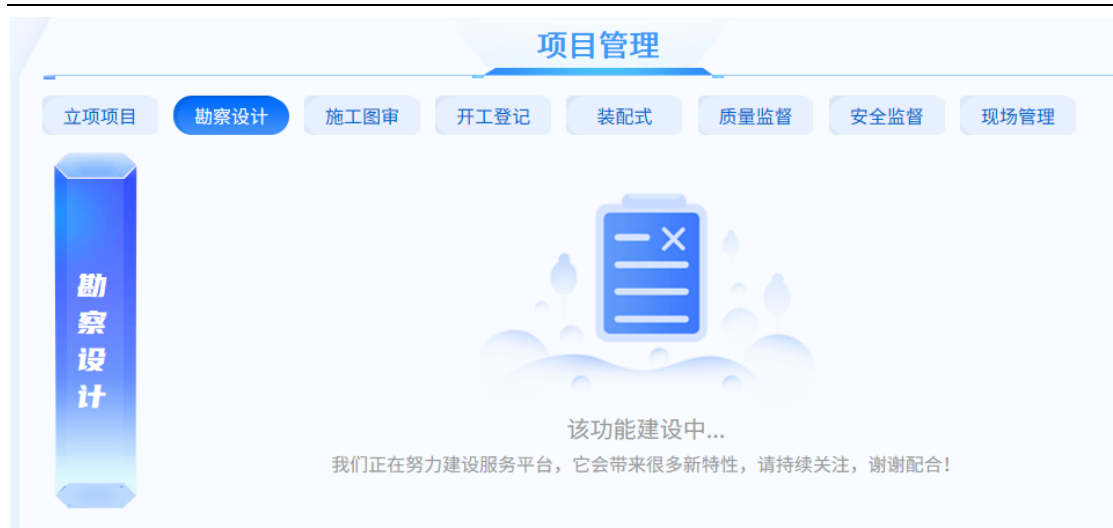 项目管理
立项项目 勘察设计 施工图审 开工登记 装配式 质量监督 安全监督 现场管理
勘察设计
该功能建设中...
我们正在努力建设服务平台，它会带来很多新特性，请持续关注，谢谢配合！